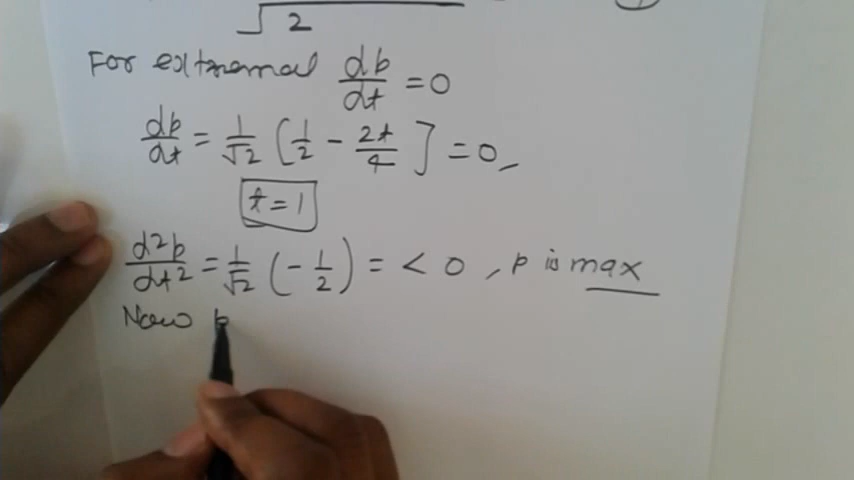 √2
For extremal dp/dt = 0
dp/dt = 1/√2 [1/2 - 2t/4] = 0,
t = 1
d²p/dt² = 1/√2 (-1/2) = < 0, p is max
Now p